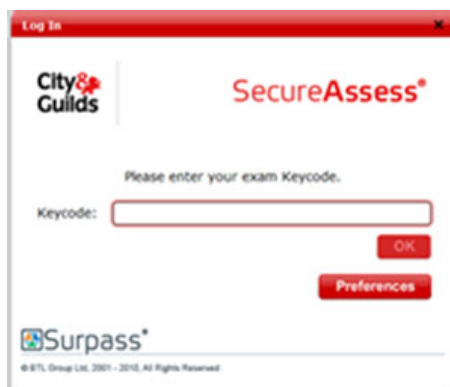 Log In
City&
Guilds
SecureAssess®
Please enter your exam Keycode.
Keycode:
OK
Preferences
Surpass®
© BTL Group Ltd, 2001 - 2010, All Rights Reserved